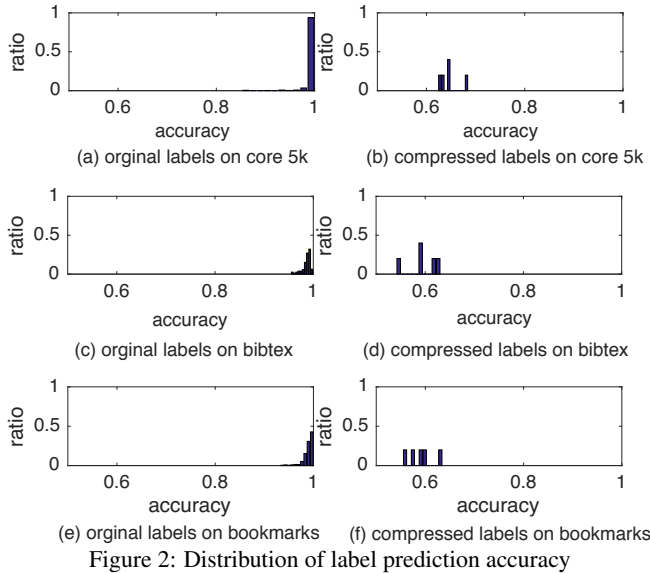 1
0.5
0
ratio
0.6 0.8 1
accuracy
(a) orginal labels on core 5k
1
0.5
0
ratio
0.6 0.8 1
accuracy
(b) compressed labels on core 5k
1
0.5
0
ratio
0.6 0.8 1
accuracy
(c) orginal labels on bibtex
1
0.5
0
ratio
0.6 0.8 1
accuracy
(d) compressed labels on bibtex
1
0.5
0
ratio
0.6 0.8 1
accuracy
(e) orginal labels on bookmarks
1
0.5
0
ratio
0.6 0.8 1
accuracy
(f) compressed labels on bookmarks
Figure 2: Distribution of label prediction accuracy